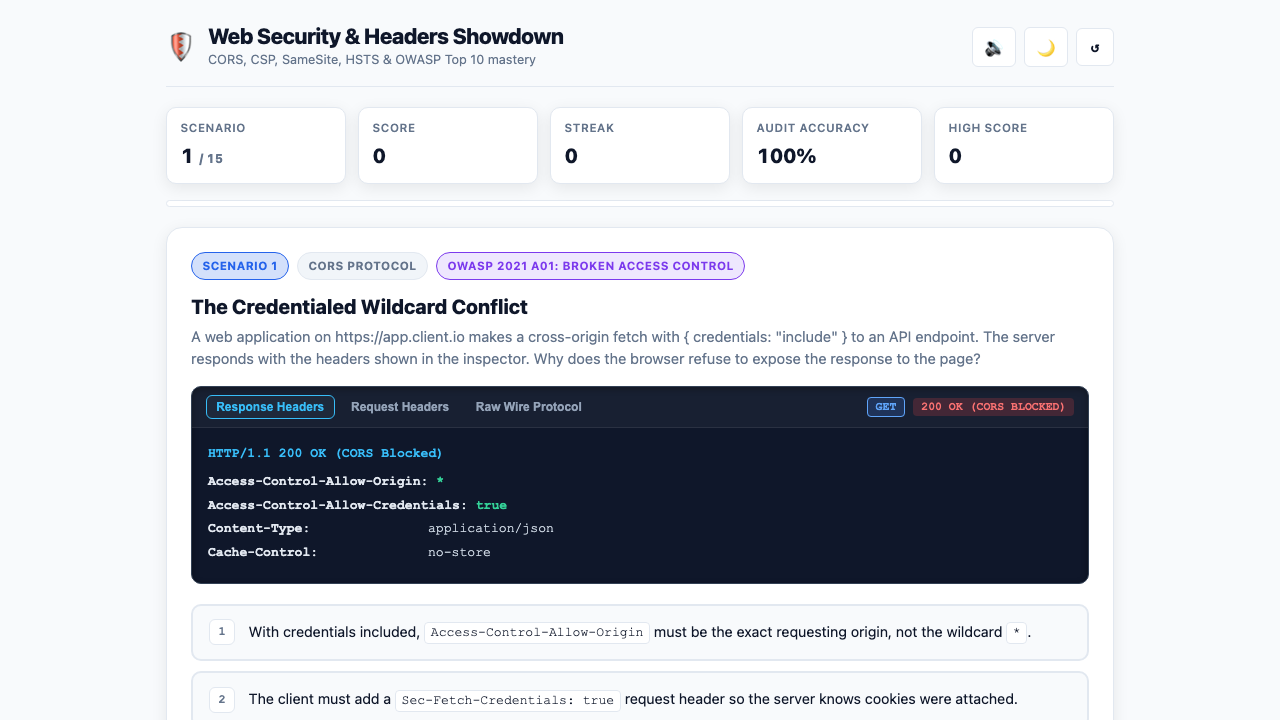 Web Security & Headers Showdown
CORS, CSP, SameSite, HSTS & OWASP Top 10 mastery
SCENARIO
1 / 15
SCORE
0
STREAK
0
AUDIT ACCURACY
100%
HIGH SCORE
0
SCENARIO 1
CORS PROTOCOL
OWASP 2021 A01: BROKEN ACCESS CONTROL
The Credentialed Wildcard Conflict
A web application on https://app.client.io makes a cross-origin fetch with { credentials: "include" } to an API endpoint. The server
responds with the headers shown in the inspector. Why does the browser refuse to expose the response to the page?
Response Headers
Request Headers
Raw Wire Protocol
GET
200 OK (CORS BLOCKED)
HTTP/1.1 200 OK (CORS Blocked)
Access-Control-Allow-Origin: *
Access-Control-Allow-Credentials: true
Content-Type: application/json
Cache-Control: no-store
1 With credentials included, Access-Control-Allow-Origin must be the exact requesting origin, not the wildcard * .
2 The client must add a Sec-Fetch-Credentials: true request header so the server knows cookies were attached.